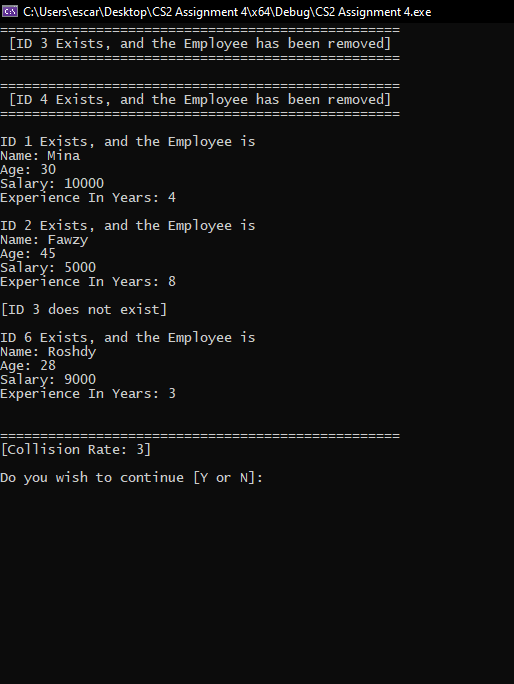 C:\Users\escar\Desktop\CS2 Assignment 4\x64\Debug\CS2 Assignment 4.exe
==================================================
[ID 3 Exists, and the Employee has been removed]
==================================================
==================================================
[ID 4 Exists, and the Employee has been removed]
==================================================
ID 1 Exists, and the Employee is
Name: Mina
Age: 30
Salary: 10000
Experience In Years: 4
ID 2 Exists, and the Employee is
Name: Fawzy
Age: 45
Salary: 5000
Experience In Years: 8
[ID 3 does not exist]
ID 6 Exists, and the Employee is
Name: Roshdy
Age: 28
Salary: 9000
Experience In Years: 3
==================================================
[Collision Rate: 3]
Do you wish to continue [Y or N]: